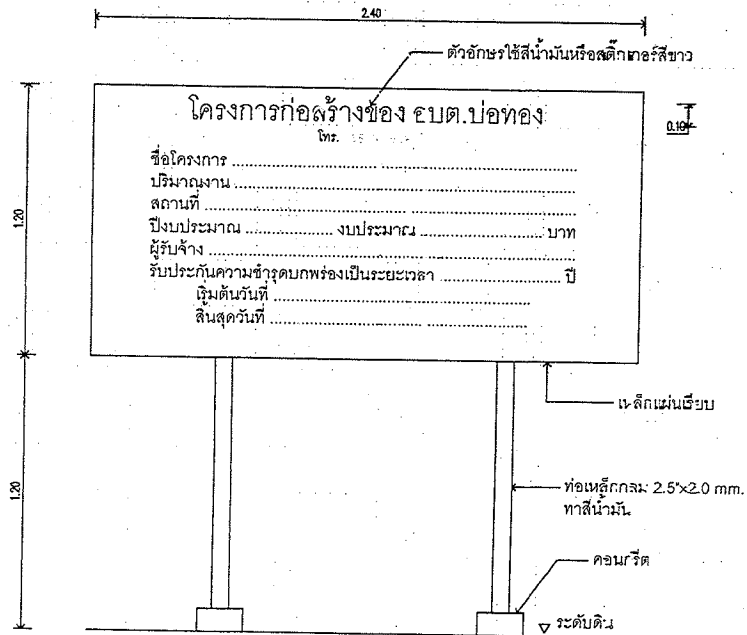 2.40
ตัวอักษรใช้สีน้ำมันหรือสติ๊กเกอร์สีขาว
โครงการก่อสร้างของ อบต.บ่อทอง
0.10
โทร.
ชื่อโครงการ ........................................................
ปริมาณงาน ........................................................
สถานที่ ........................................................
ปีงบประมาณ .................... งบประมาณ ........................... บาท
ผู้รับจ้าง ........................................................
รับประกันความชำรุดบกพร่องเป็นระยะเวลา ........................... ปี
เริ่มต้นวันที่ ........................................................
สิ้นสุดวันที่ ........................................................
1.20
เหล็กแผ่นเรียบ
1.20
ท่อเหล็กกลม 2.5"x2.0 mm.
ทาสีน้ำมัน
คอนกรีต
ระดับดิน